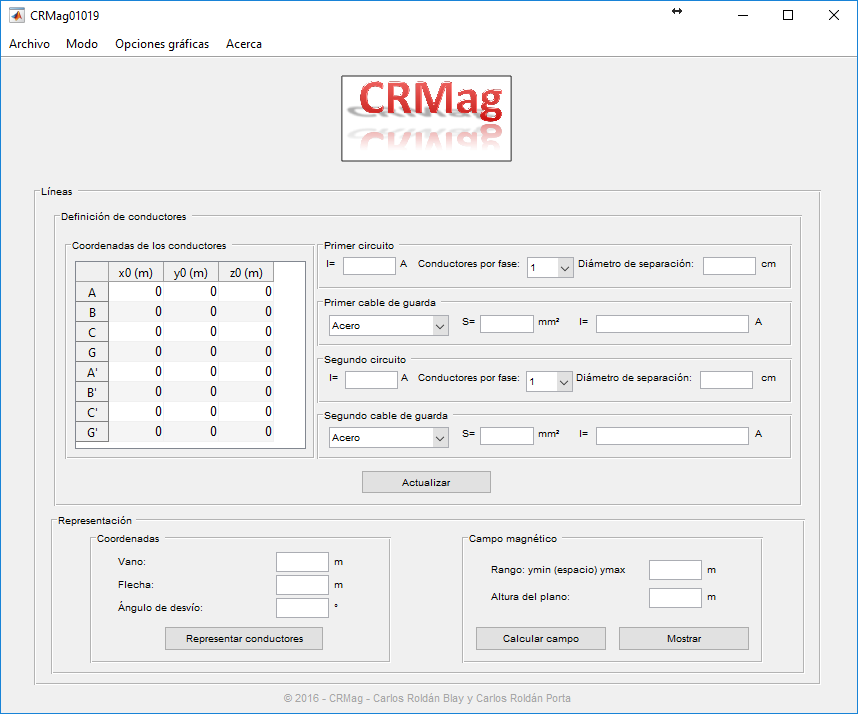 CRMag01019
Archivo Modo Opciones gráficas Acerca
CRMag
Líneas
Definición de conductores
Coordenadas de los conductores
x0 (m) y0 (m) z0 (m)
A 0 0 0
B 0 0 0
C 0 0 0
G 0 0 0
A' 0 0 0
B' 0 0 0
C' 0 0 0
G' 0 0 0
Primer circuito
I= A Conductores por fase: 1 Diámetro de separación: cm
Primer cable de guarda
Acero S= mm² I= A
Segundo circuito
I= A Conductores por fase: 1 Diámetro de separación: cm
Segundo cable de guarda
Acero S= mm² I= A
Actualizar
Representación
Coordenadas
Vano: m
Flecha: m
Ángulo de desvío: °
Representar conductores
Campo magnético
Rango: ymin (espacio) ymax m
Altura del plano: m
Calcular campo Mostrar
© 2016 - CRMag - Carlos Roldán Blay y Carlos Roldán Porta